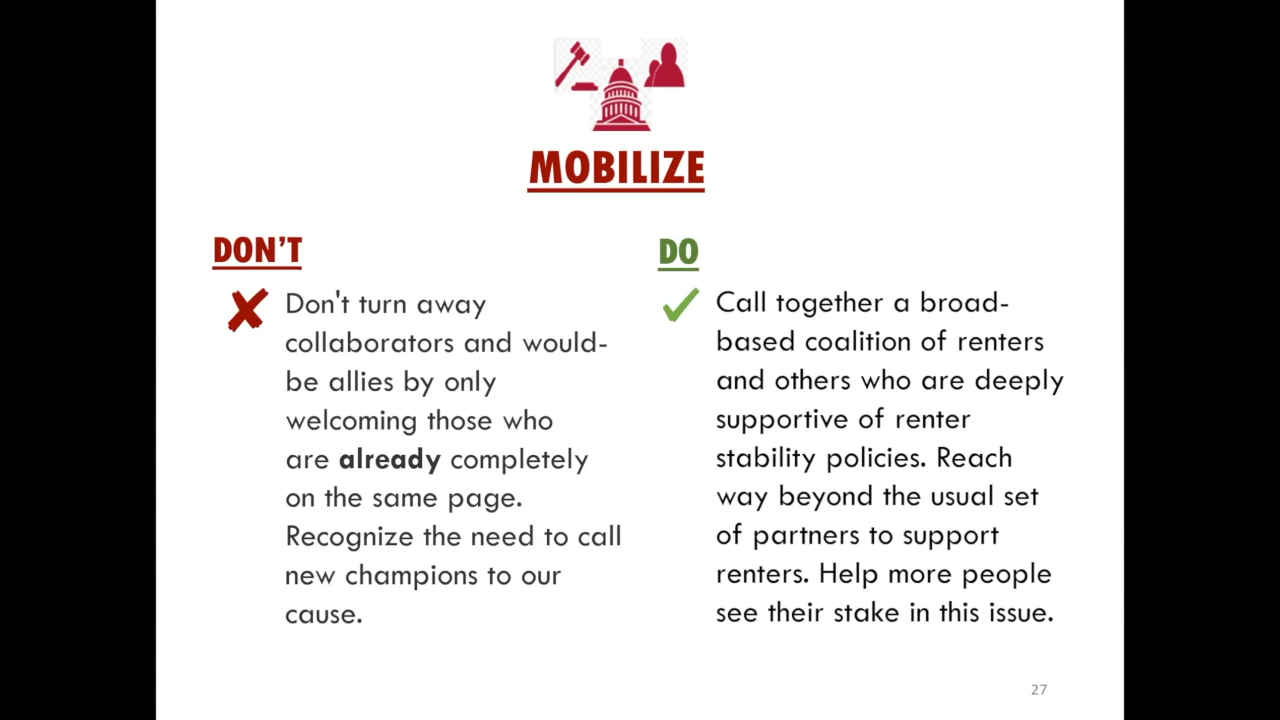 MOBILIZE
DON’T
Don't turn away
collaborators and would-
be allies by only
welcoming those who
are already completely
on the same page.
Recognize the need to call
new champions to our
cause.
DO
Call together a broad-
based coalition of renters
and others who are deeply
supportive of renter
stability policies. Reach
way beyond the usual set
of partners to support
renters. Help more people
see their stake in this issue.
27